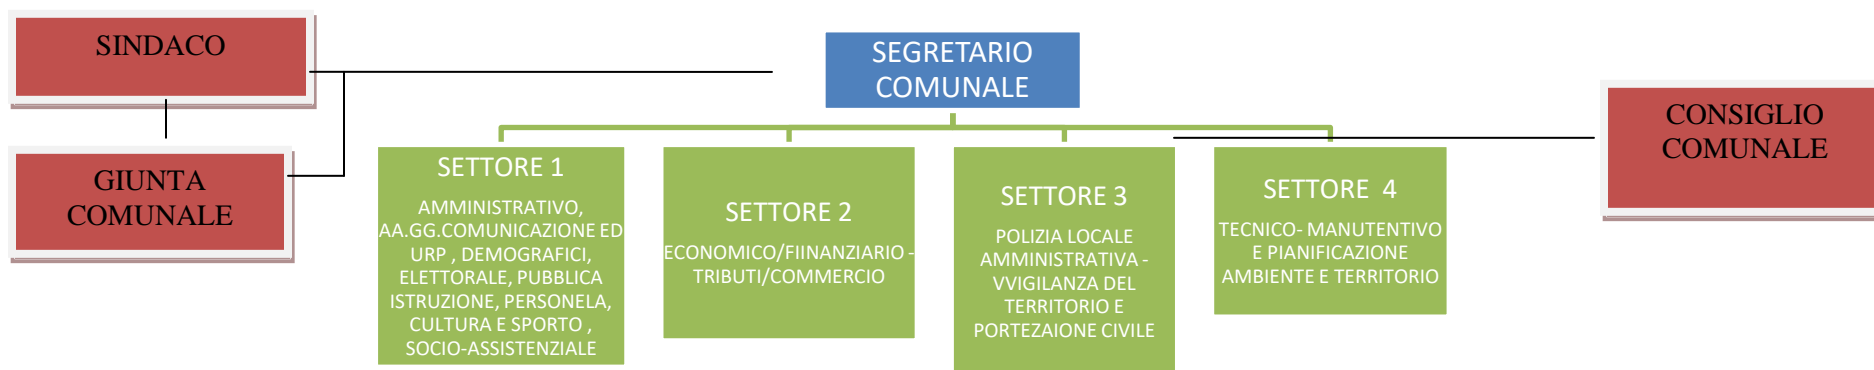 SINDACO
GIUNTA
COMUNALE
SEGRETARIO
COMUNALE
CONSIGLIO
COMUNALE
SETTORE 1
AMMINISTRATIVO,
AA.GG.COMUNICAZIONE ED
URP , DEMOGRAFICI,
ELETTORALE, PUBBLICA
ISTRUZIONE, PERSONELA,
CULTURA E SPORTO ,
SOCIO-ASSISTENZIALE
SETTORE 2
ECONOMICO/FIINANZIARIO -
TRIBUTI/COMMERCIO
SETTORE 3
POLIZIA LOCALE
AMMINISTRATIVA -
VVIGILANZA DEL
TERRITORIO E
PORTEZAIONE CIVILE
SETTORE 4
TECNICO- MANUTENTIVO
E PIANIFICAZIONE
AMBIENTE E TERRITORIO